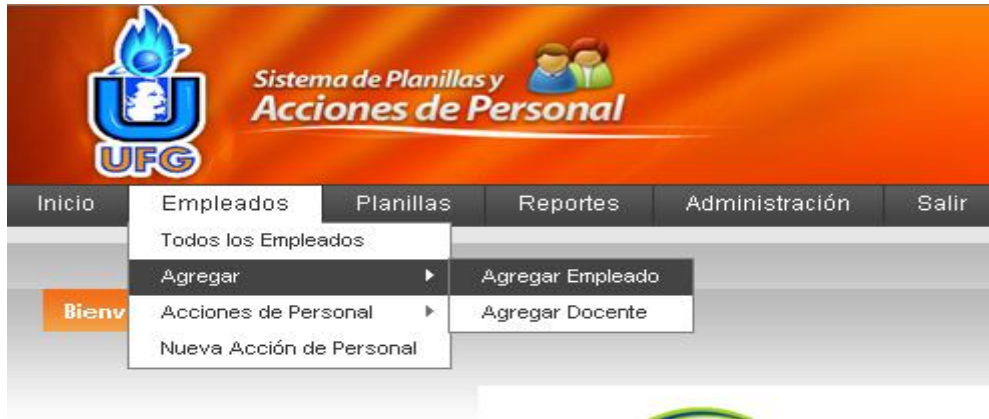 Sistema de Planillas y
Acciones de Personal
UFG
Inicio Empleados Planillas Reportes Administración Salir
Todos los Empleados
Agregar Agregar Empleado
Bienv Acciones de Personal Agregar Docente
Nueva Acción de Personal